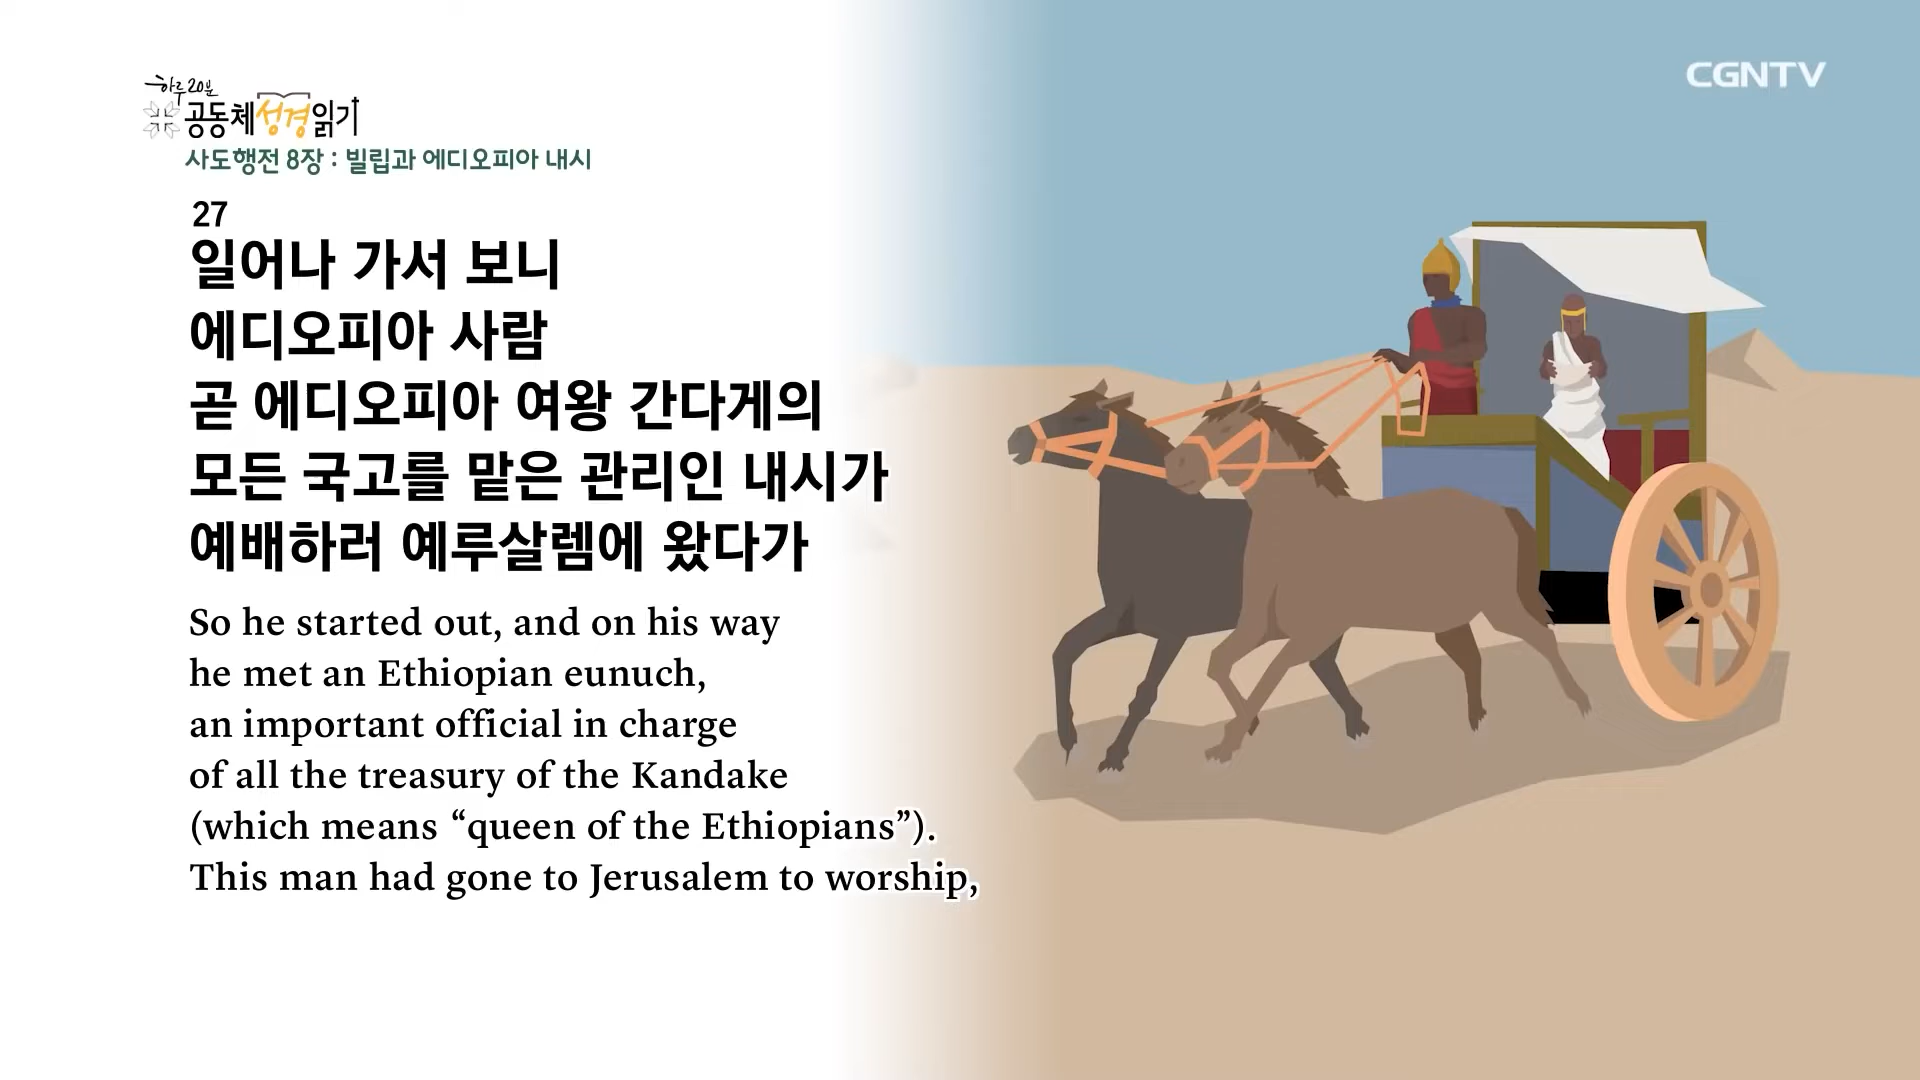 하루 20분
공동체성경읽기
CGNTV
사도행전 8장 : 빌립과 에디오피아 내시
27
일어나 가서 보니
에디오피아 사람
곧 에디오피아 여왕 간다게의
모든 국고를 맡은 관리인 내시가
예배하러 예루살렘에 왔다가
So he started out, and on his way
he met an Ethiopian eunuch,
an important official in charge
of all the treasury of the Kandake
(which means “queen of the Ethiopians”).
This man had gone to Jerusalem to worship,